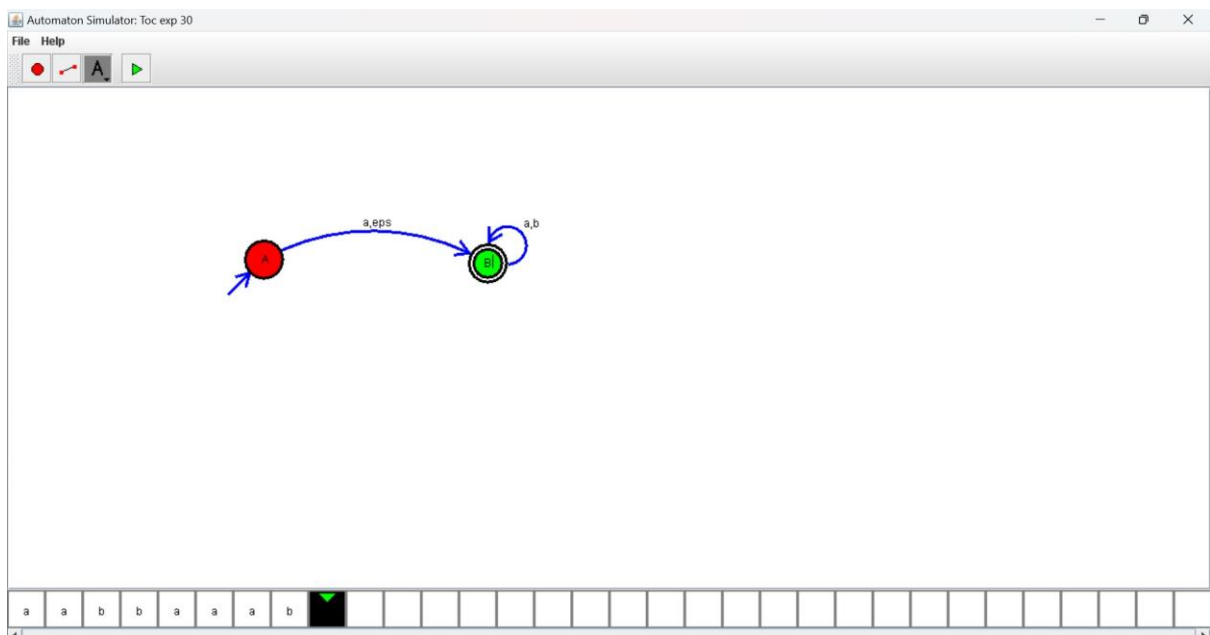 Automaton Simulator: Toc exp 30
File Help
A
a,eps
a,b
A
B
a a b b a a a b